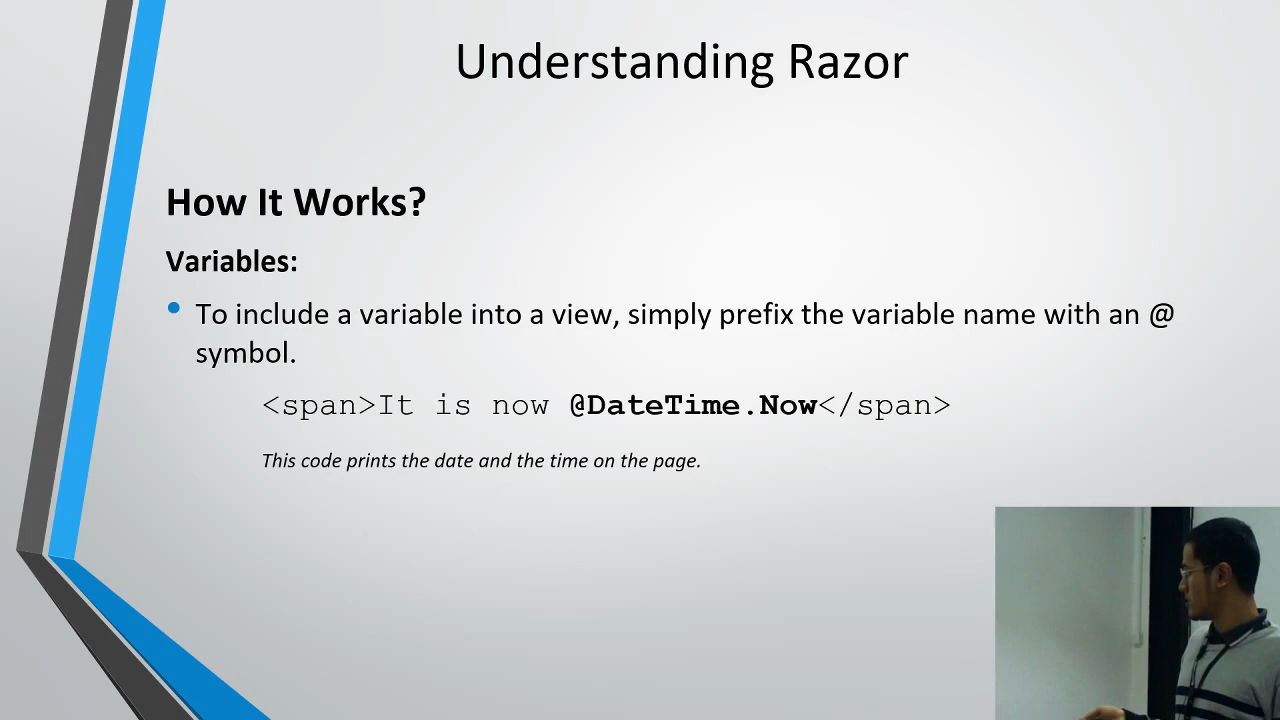 Understanding Razor
How It Works?
Variables:
To include a variable into a view, simply prefix the variable name with an @
symbol.
<span>It is now @DateTime.Now</span>
This code prints the date and the time on the page.